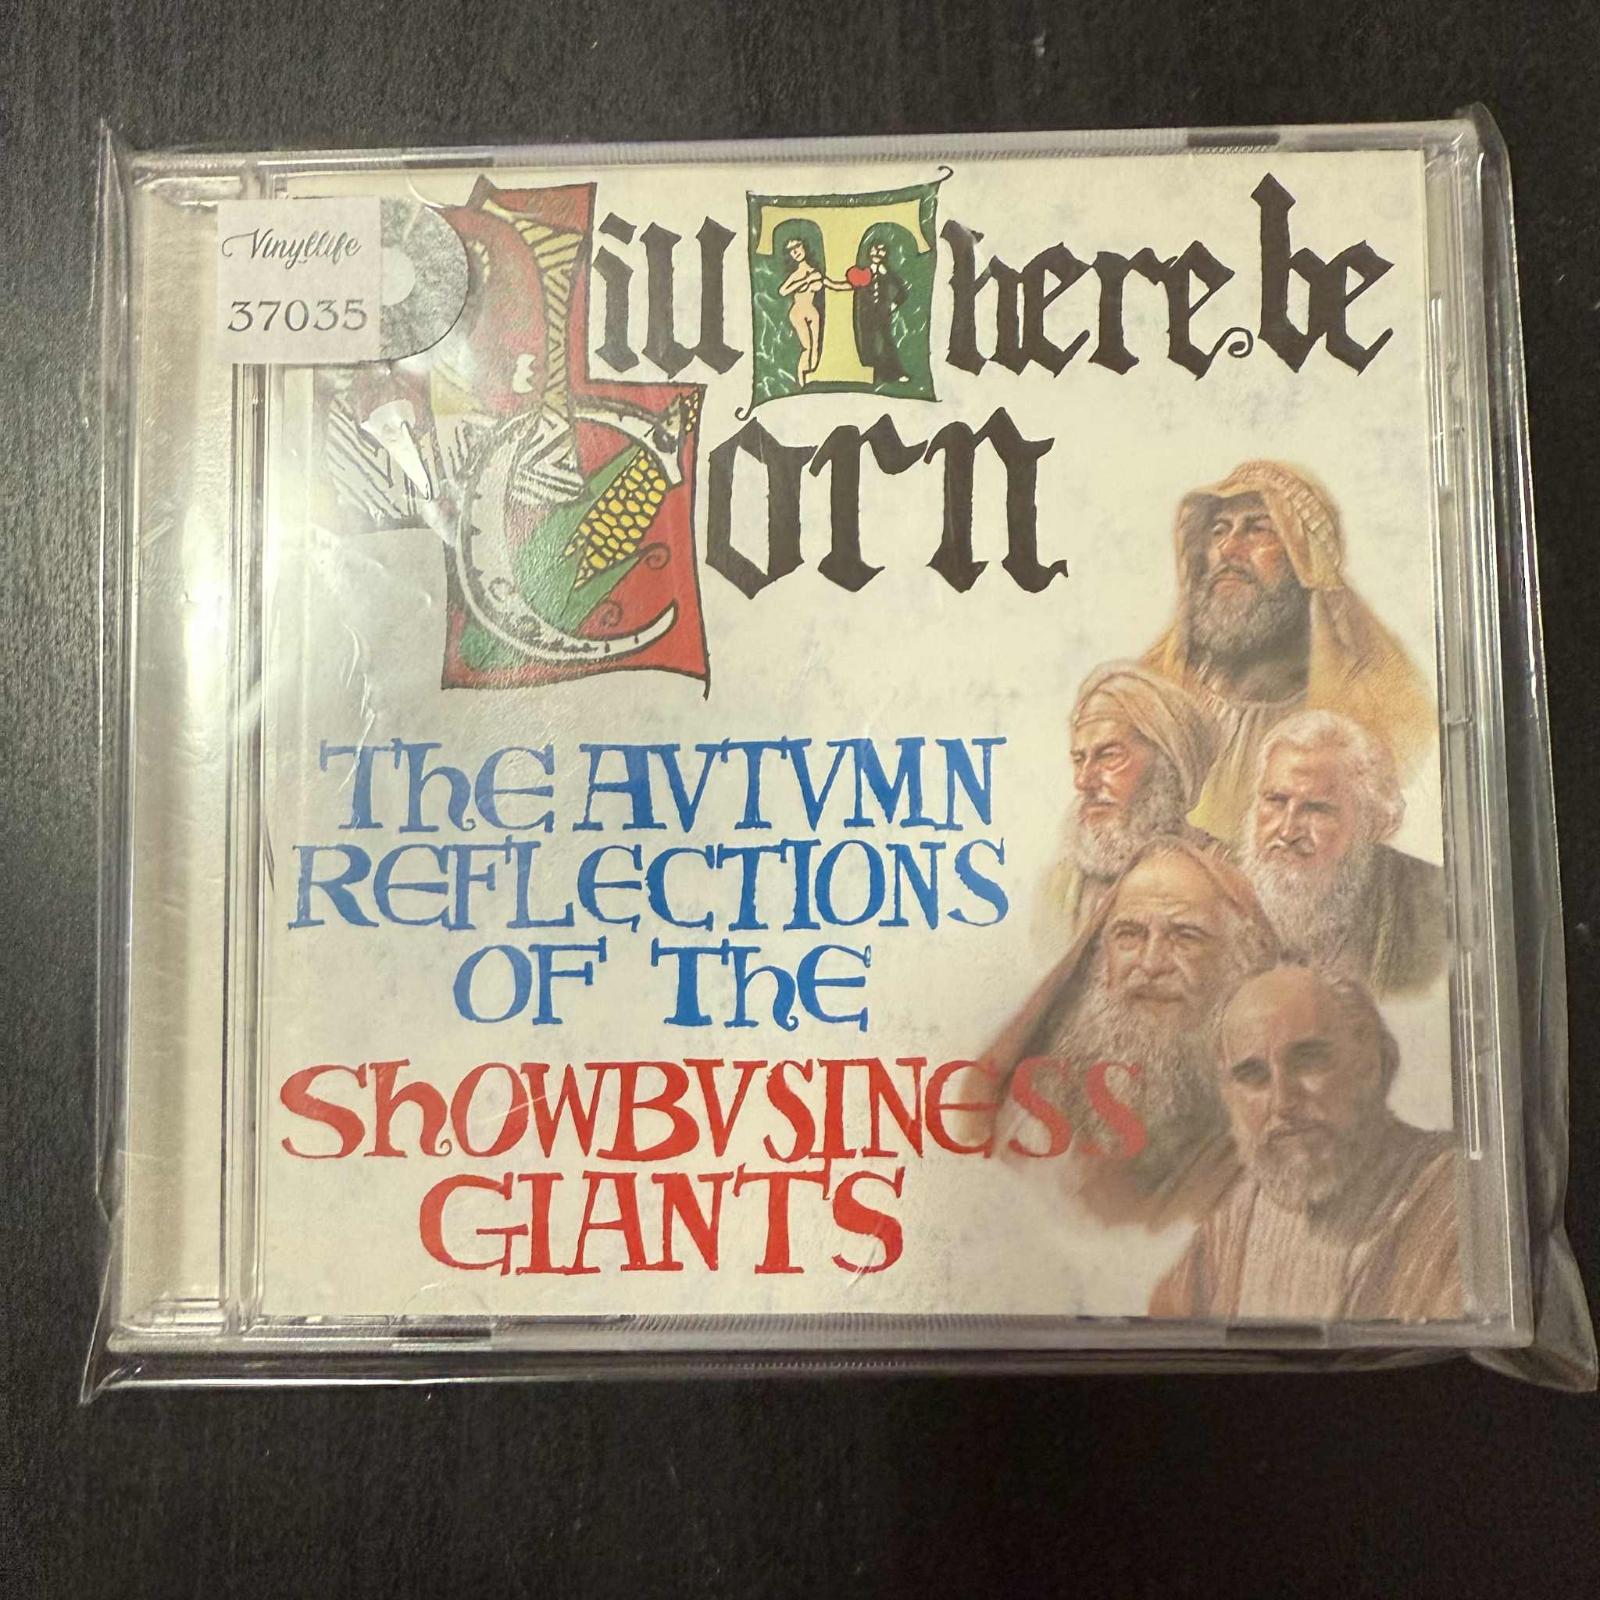 Vinyllife
37035
Will There be
Corn
ThE AVTVMN
REFLECTIONS
OF ThE
ShOWBVSINESS
GIANTS